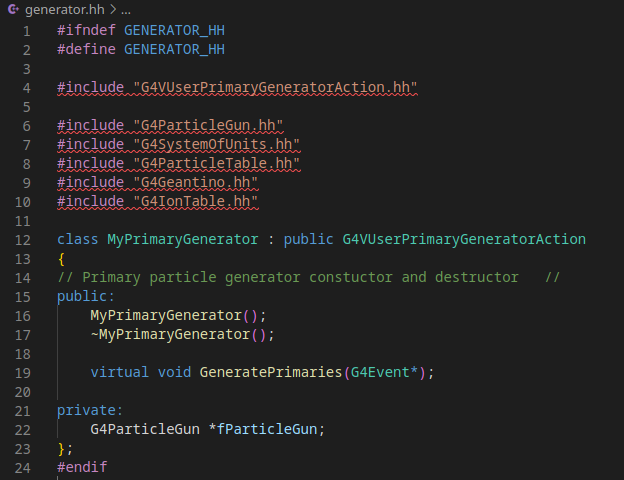 generator.hh > ...
1 #ifndef GENERATOR_HH
2 #define GENERATOR_HH
3
4 #include "G4VUserPrimaryGeneratorAction.hh"
5
6 #include "G4ParticleGun.hh"
7 #include "G4SystemOfUnits.hh"
8 #include "G4ParticleTable.hh"
9 #include "G4Geantino.hh"
10 #include "G4IonTable.hh"
11
12 class MyPrimaryGenerator : public G4VUserPrimaryGeneratorAction
13 {
14 // Primary particle generator constuctor and destructor   //
15 public:
16     MyPrimaryGenerator();
17     ~MyPrimaryGenerator();
18
19     virtual void GeneratePrimaries(G4Event*);
20
21 private:
22     G4ParticleGun *fParticleGun;
23 };
24 #endif